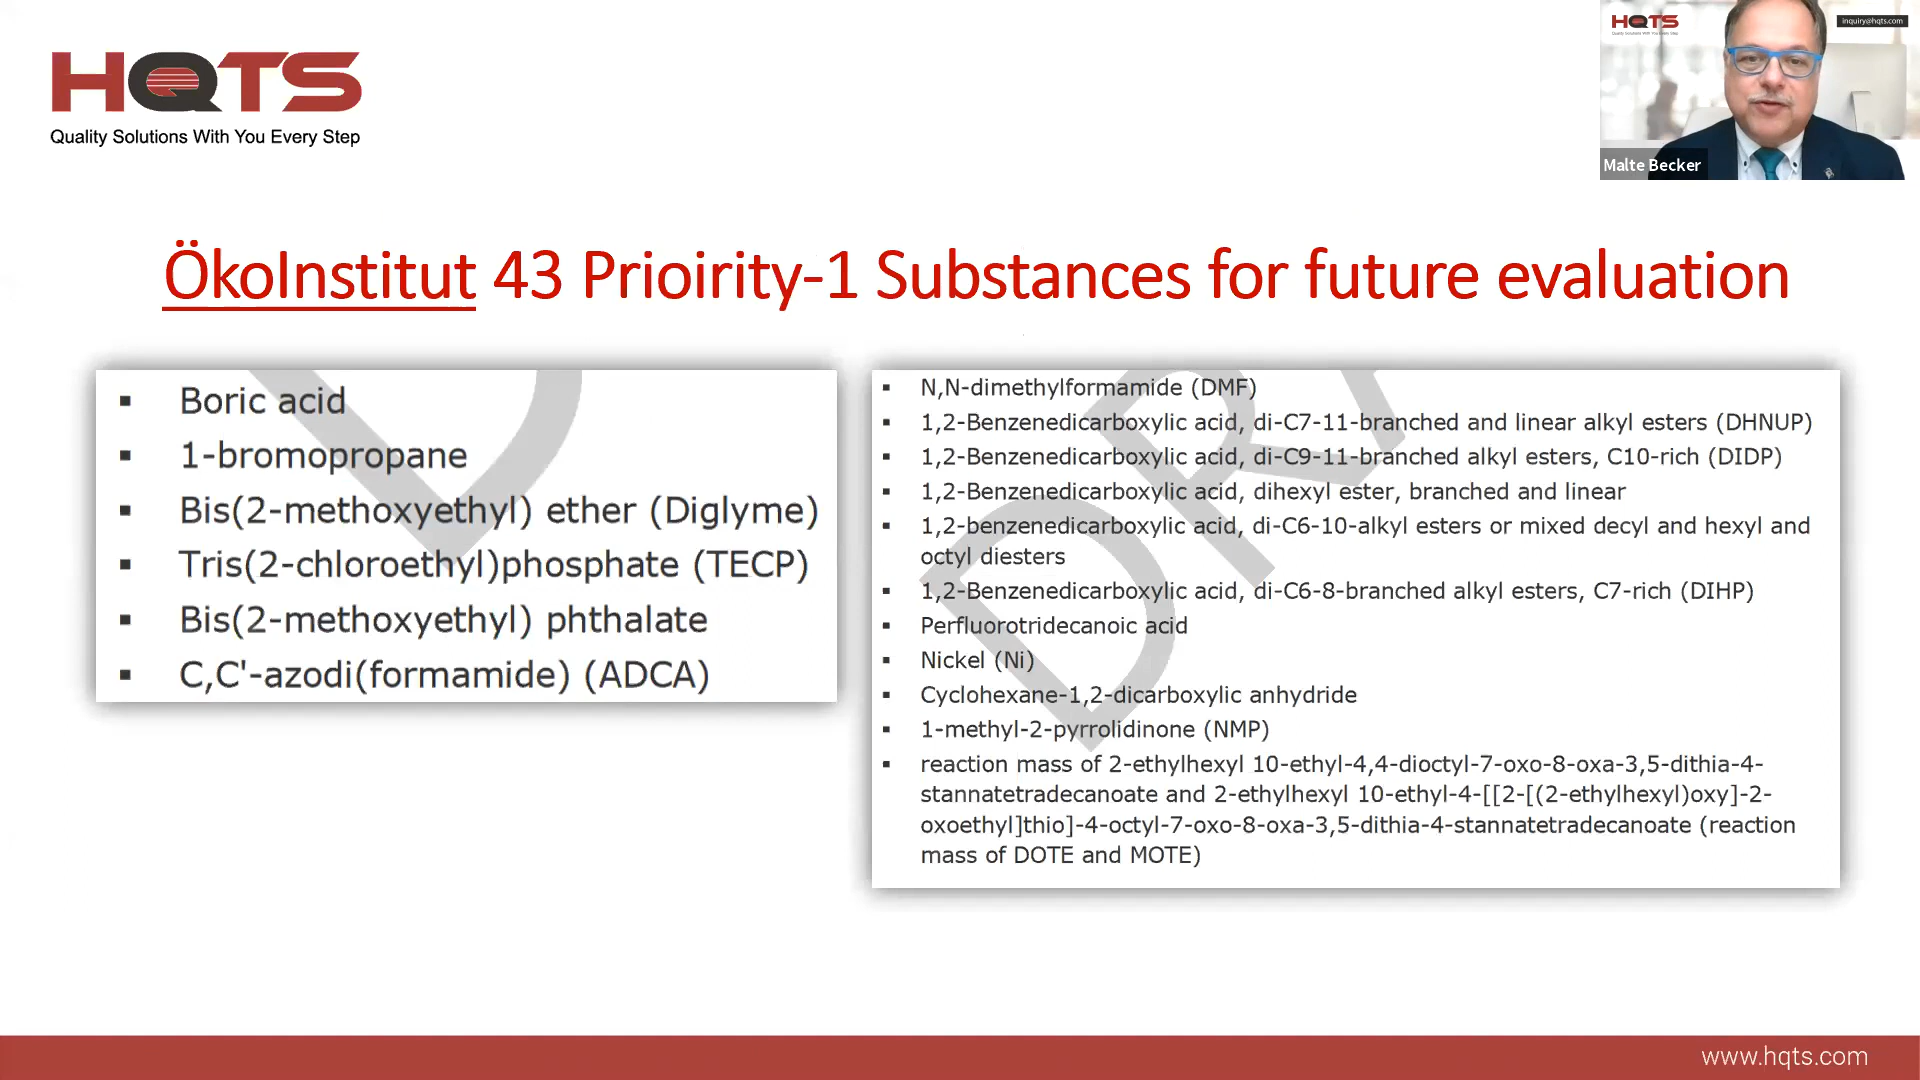 HQTS
Quality Solutions With You Every Step
HQTS
inquiry@hqts.com
Malte Becker
ÖkoInstitut 43 Prioirity-1 Substances for future evaluation
▪ Boric acid
▪ 1-bromopropane
▪ Bis(2-methoxyethyl) ether (Diglyme)
▪ Tris(2-chloroethyl)phosphate (TECP)
▪ Bis(2-methoxyethyl) phthalate
▪ C,C'-azodi(formamide) (ADCA)
▪ N,N-dimethylformamide (DMF)
▪ 1,2-Benzenedicarboxylic acid, di-C7-11-branched and linear alkyl esters (DHNUP)
▪ 1,2-Benzenedicarboxylic acid, di-C9-11-branched alkyl esters, C10-rich (DIDP)
▪ 1,2-Benzenedicarboxylic acid, dihexyl ester, branched and linear
▪ 1,2-benzenedicarboxylic acid, di-C6-10-alkyl esters or mixed decyl and hexyl and
octyl diesters
▪ 1,2-Benzenedicarboxylic acid, di-C6-8-branched alkyl esters, C7-rich (DIHP)
▪ Perfluorotridecanoic acid
▪ Nickel (Ni)
▪ Cyclohexane-1,2-dicarboxylic anhydride
▪ 1-methyl-2-pyrrolidinone (NMP)
▪ reaction mass of 2-ethylhexyl 10-ethyl-4,4-dioctyl-7-oxo-8-oxa-3,5-dithia-4-
stannatetradecanoate and 2-ethylhexyl 10-ethyl-4-[[2-[(2-ethylhexyl)oxy]-2-
oxoethyl]thio]-4-octyl-7-oxo-8-oxa-3,5-dithia-4-stannatetradecanoate (reaction
mass of DOTE and MOTE)
www.hqts.com